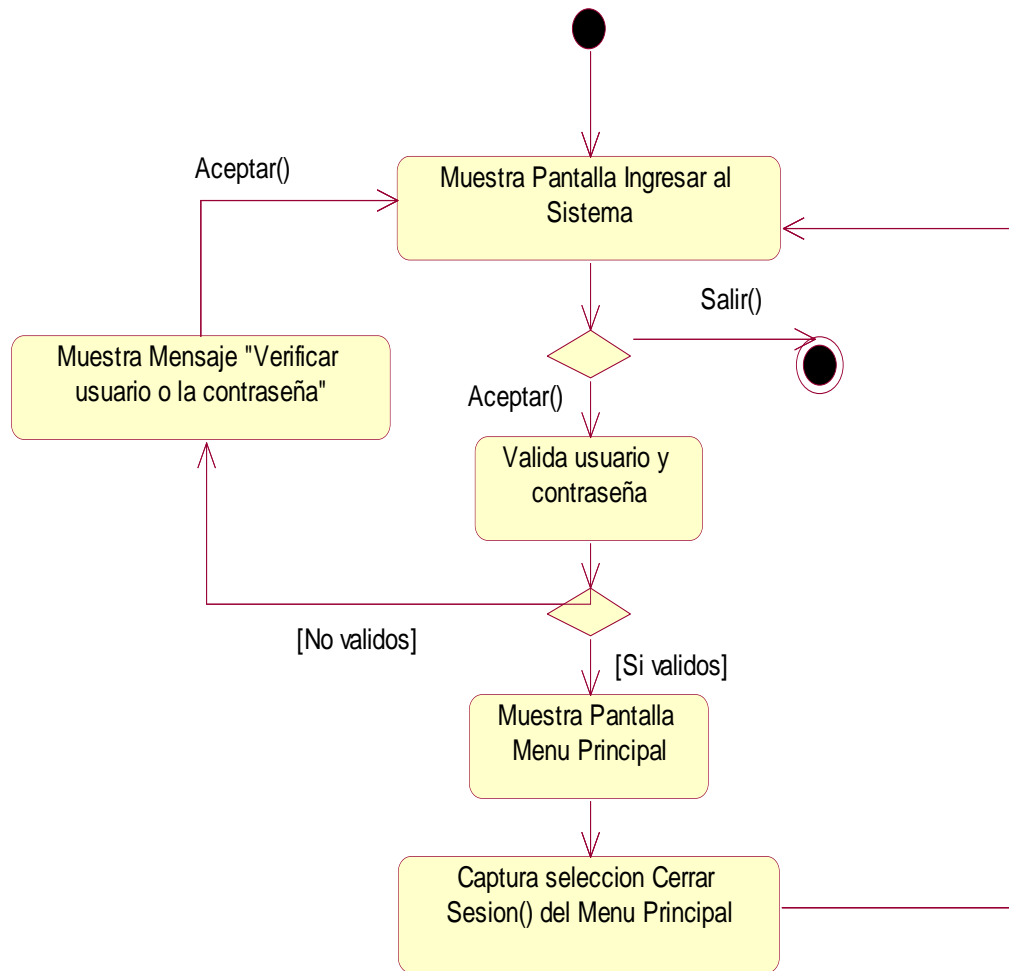 Aceptar()
Muestra Pantalla Ingresar al
Sistema
Salir()
Muestra Mensaje "Verificar
usuario o la contraseña"
Aceptar()
Valida usuario y
contraseña
[No validos]
[Si validos]
Muestra Pantalla
Menu Principal
Captura seleccion Cerrar
Sesion() del Menu Principal